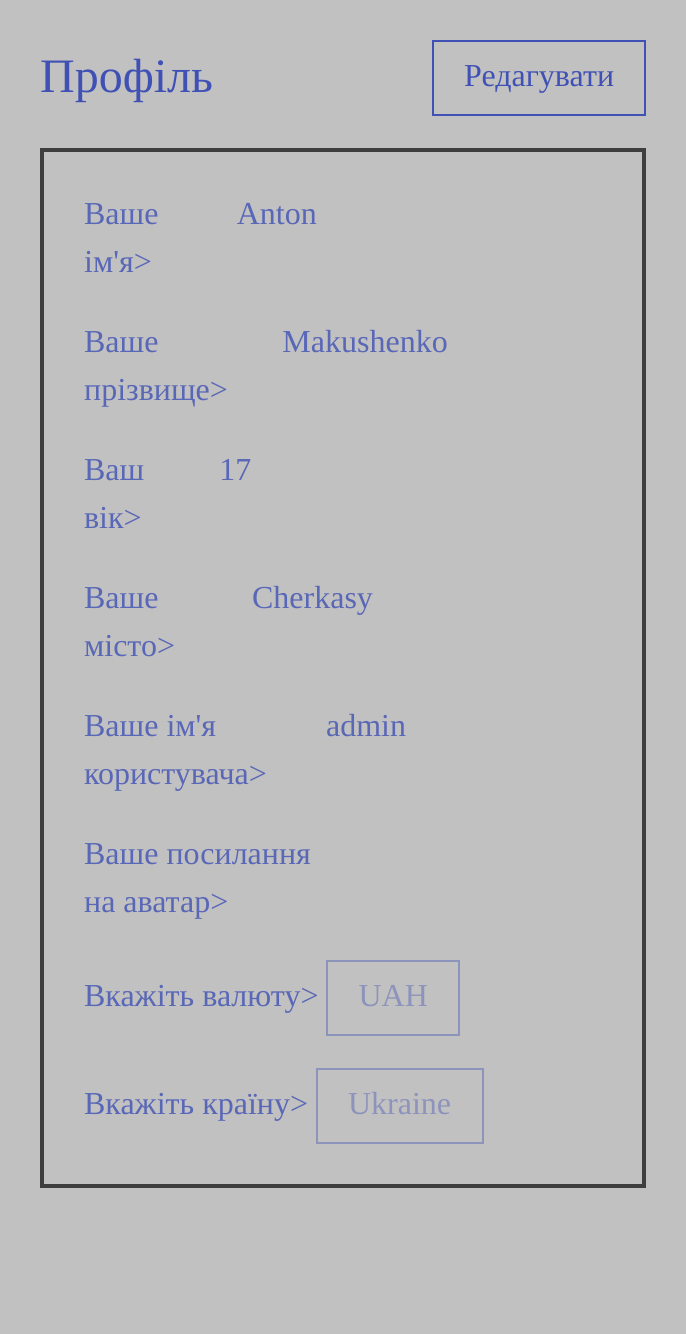 Профіль
Редагувати
Ваше Anton
ім'я>
Ваше Makushenko
прізвище>
Ваш 17
вік>
Ваше Cherkasy
місто>
Ваше ім'я admin
користувача>
Ваше посилання
на аватар>
Вкажіть валюту> UAH
Вкажіть країну> Ukraine